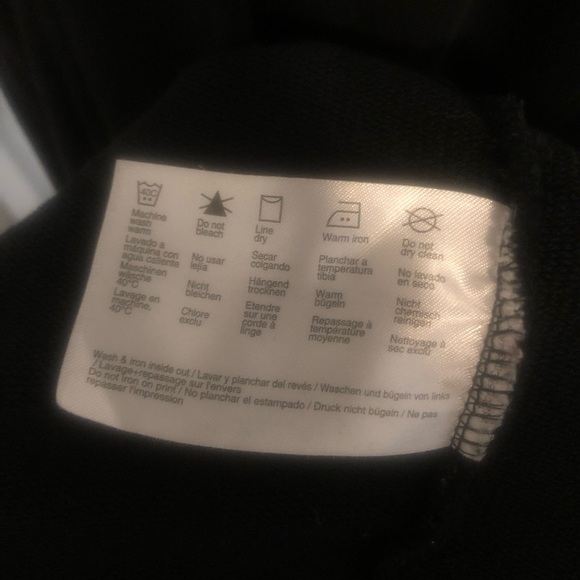 40C
Machine
wash
warm
Lavado a
máquina con
agua caliente
Maschinen
wäsche
40°C
Lavage en
machine,
40°C
Do not
bleach
No usar
lejia
Nicht
bleichen
Chlore
exclu
Line
dry
Secar
colgando
Hängend
trocknen
Etendre
sur une
corde à
linge
Warm iron
Planchar a
temperatura
tibia
Warm
bügeln
Repassage à
température
moyenne
Do not
dry clean
No lavado
en seco
Nicht
chemisch
reinigen
Nettoyage à
sec exclu
Wash & iron inside out / Lavar y planchar del revés / Waschen und bügeln von links
/ Lavage+repassage sur l'envers
Do not iron on print / No planchar el estampado / Druck nicht bügeln / Ne pas
repasser l'impression